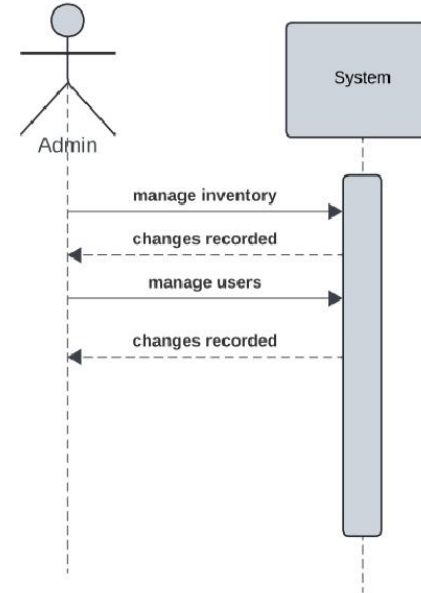 System
Admin
manage inventory
changes recorded
manage users
changes recorded